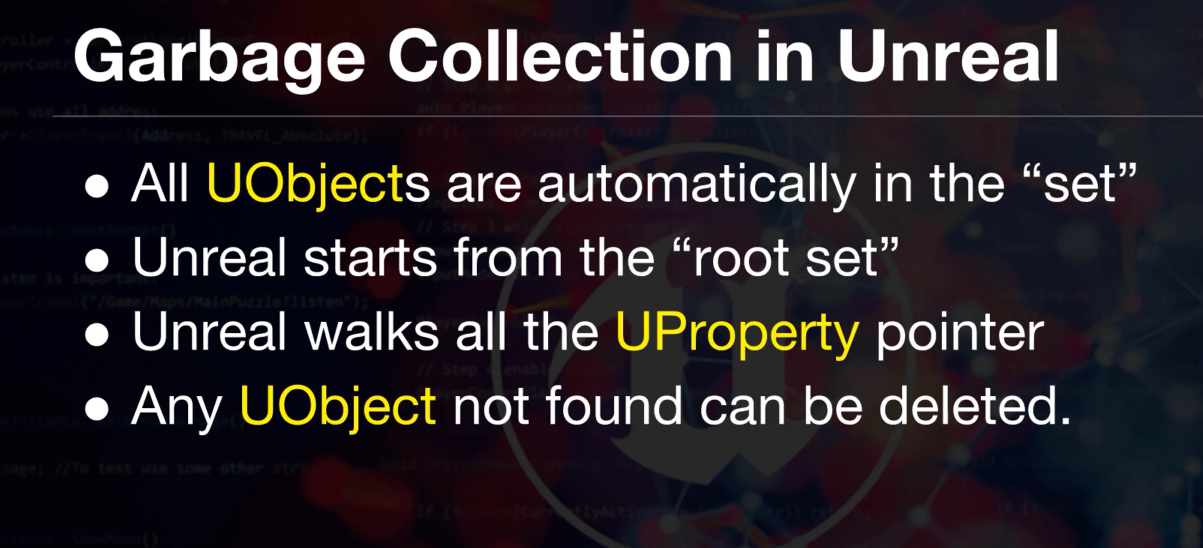 Garbage Collection in Unreal
● All UObjects are automatically in the “set”
● Unreal starts from the “root set”
● Unreal walks all the UProperty pointer
● Any UObject not found can be deleted.